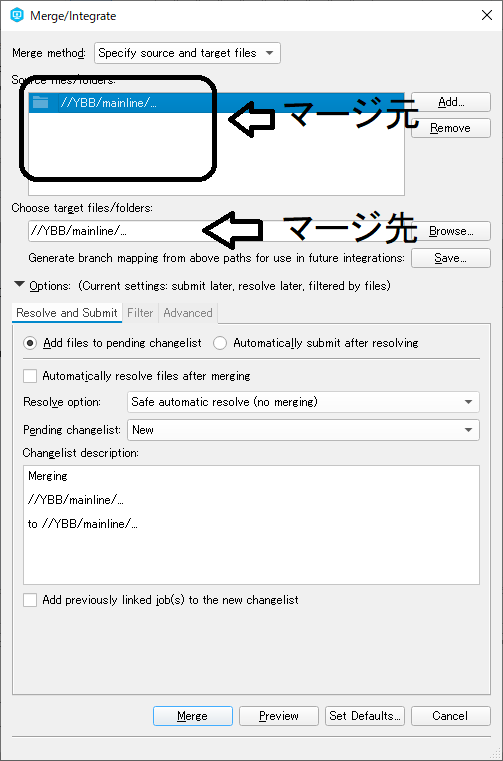 Merge/Integrate
Merge method: Specify source and target files
Source files/folders:
//YBB/mainline/...
マージ元
Add...
Remove
Choose target files/folders:
//YBB/mainline/...
マージ先
Browse...
Generate branch mapping from above paths for use in future integrations: Save...
Options: (Current settings: submit later, resolve later, filtered by files)
Resolve and Submit Filter Advanced
Add files to pending changelist Automatically submit after resolving
Automatically resolve files after merging
Resolve option: Safe automatic resolve (no merging)
Pending changelist: New
Changelist description:
Merging
//YBB/mainline/...
to //YBB/mainline/...
Add previously linked job(s) to the new changelist
Merge Preview Set Defaults... Cancel